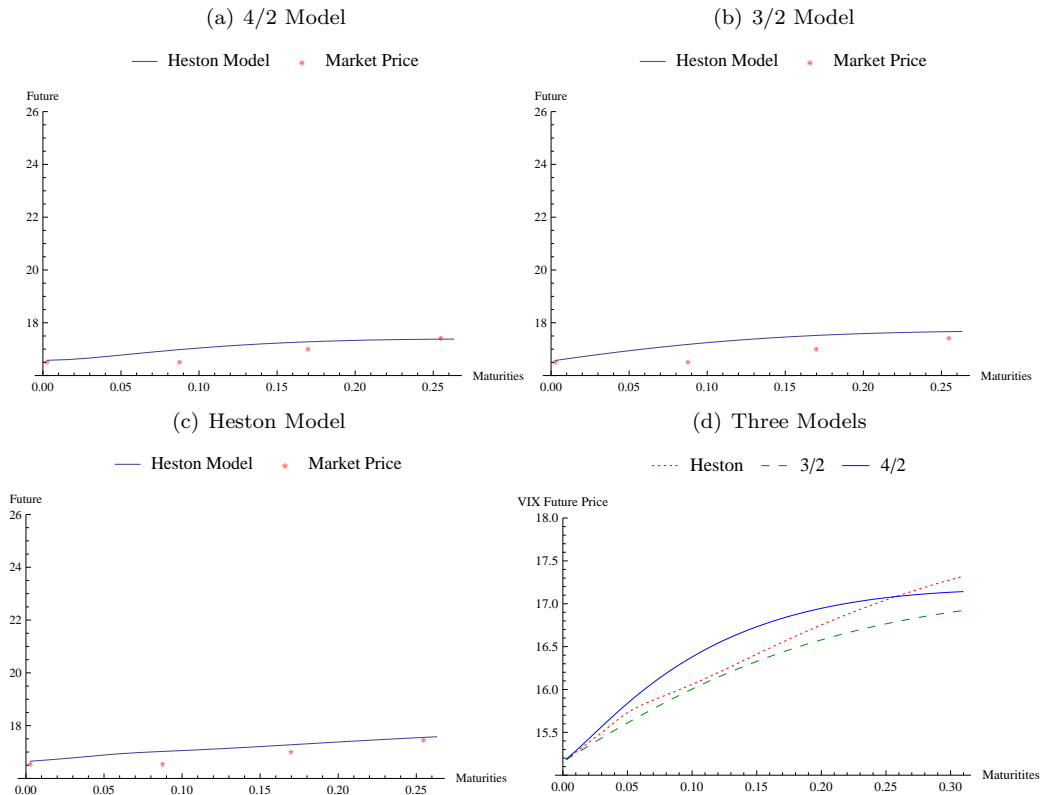 (a) 4/2 Model
Heston Model * Market Price
Future
26
24
22
20
18
0.00 0.05 0.10 0.15 0.20 0.25
Maturities
(b) 3/2 Model
Heston Model * Market Price
Future
26
24
22
20
18
0.00 0.05 0.10 0.15 0.20 0.25
Maturities
(c) Heston Model
Heston Model * Market Price
Future
26
24
22
20
18
0.00 0.05 0.10 0.15 0.20 0.25
Maturities
(d) Three Models
Heston 3/2 4/2
VIX Future Price
18.0
17.5
17.0
16.5
16.0
15.5
0.00 0.05 0.10 0.15 0.20 0.25 0.30
Maturitites